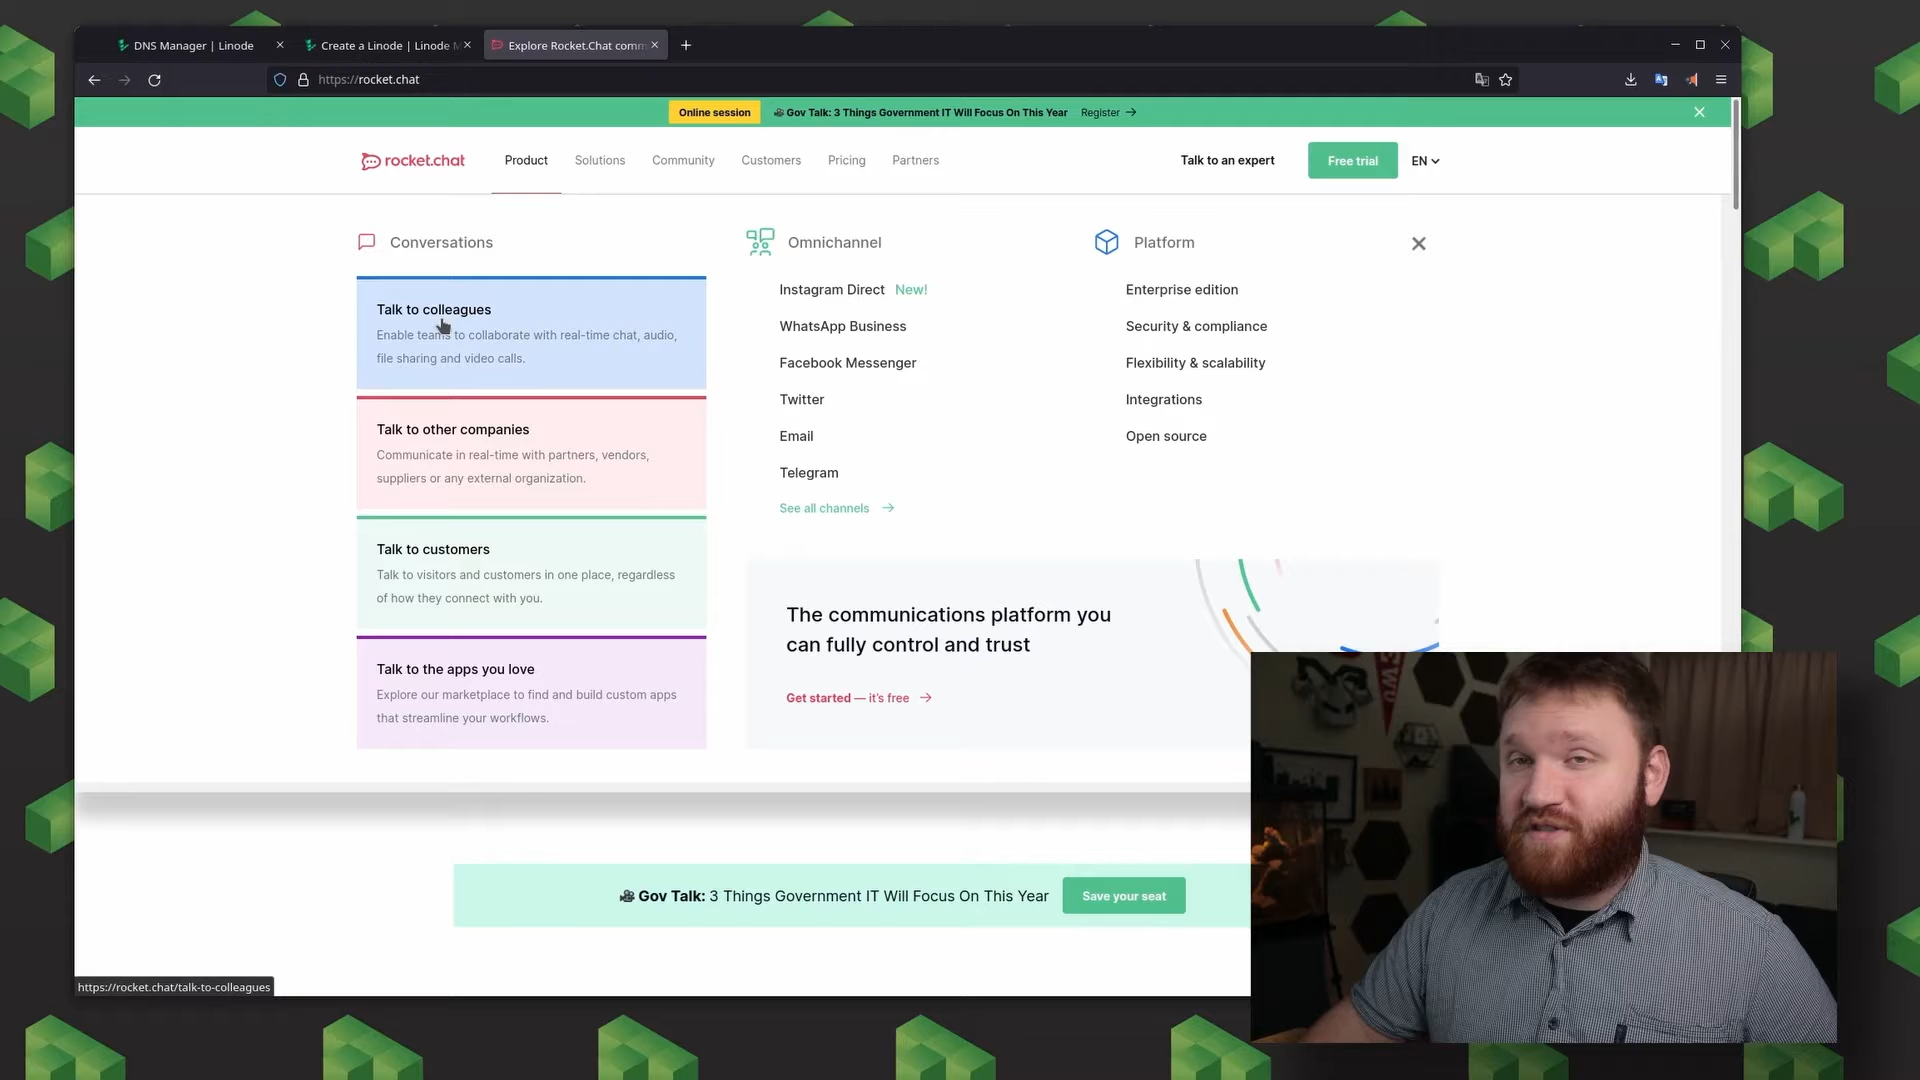 DNS Manager | Linode
Create a Linode | Linode M
Explore Rocket.Chat comm
https://rocket.chat
Online session
Gov Talk: 3 Things Government IT Will Focus On This Year
Register →
rocket.chat
Product
Solutions
Community
Customers
Pricing
Partners
Talk to an expert
Free trial
EN
Conversations
Talk to colleagues
Enable teams to collaborate with real-time chat, audio,
file sharing and video calls.
Talk to other companies
Communicate in real-time with partners, vendors,
suppliers or any external organization.
Talk to customers
Talk to visitors and customers in one place, regardless
of how they connect with you.
Talk to the apps you love
Explore our marketplace to find and build custom apps
that streamline your workflows.
Omnichannel
Instagram Direct New!
WhatsApp Business
Facebook Messenger
Twitter
Email
Telegram
See all channels →
Platform
Enterprise edition
Security & compliance
Flexibility & scalability
Integrations
Open source
The communications platform you
can fully control and trust
Get started — it's free →
Gov Talk: 3 Things Government IT Will Focus On This Year
Save your seat
https://rocket.chat/talk-to-colleagues